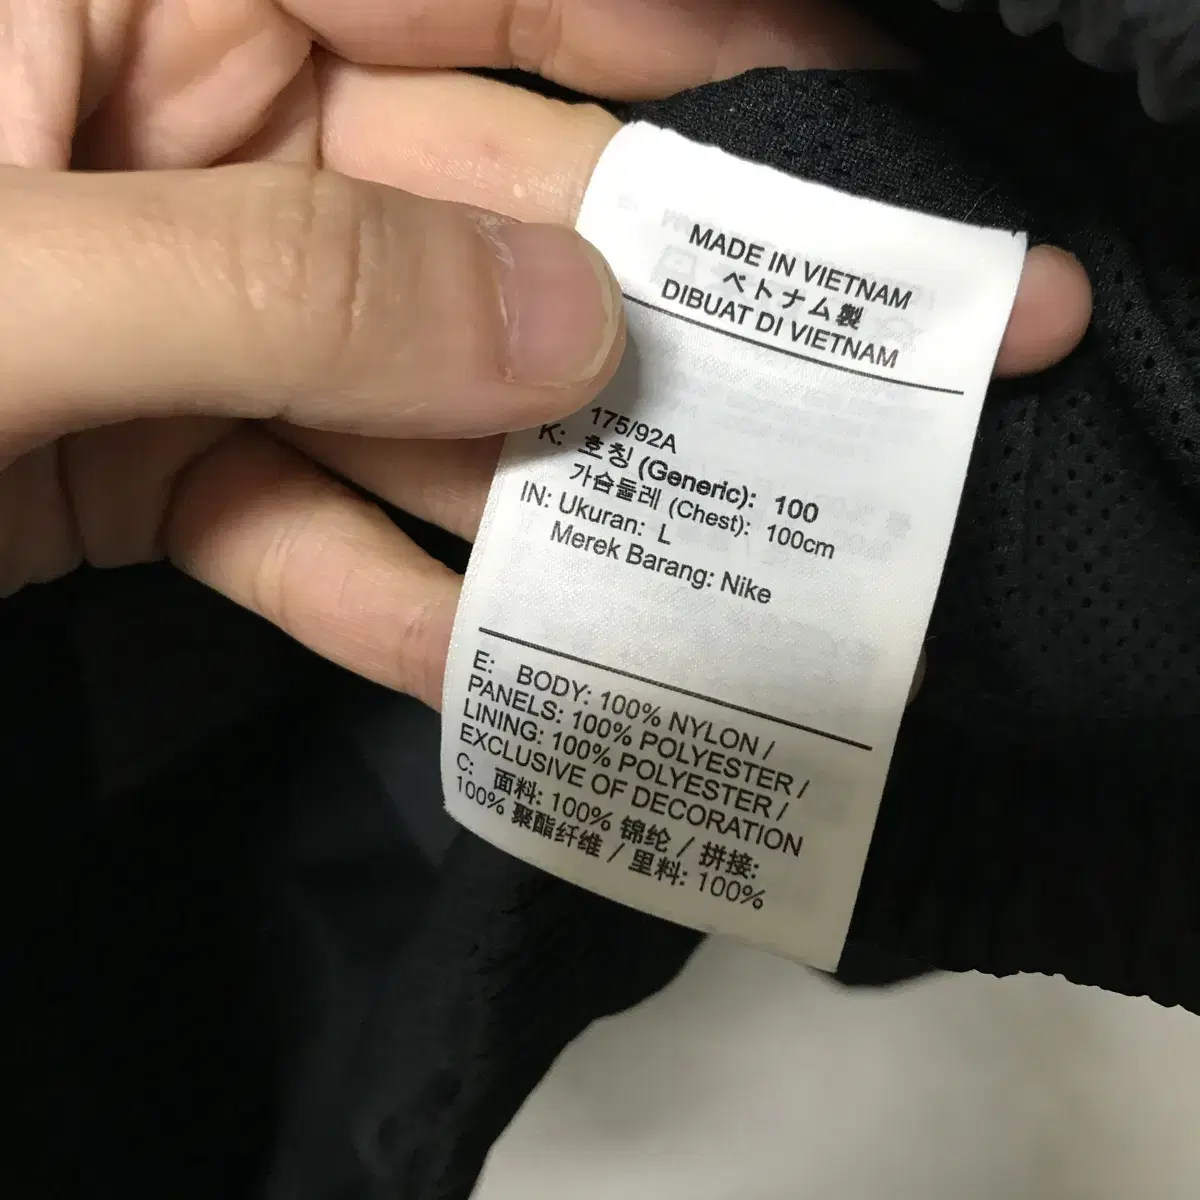 MADE IN VIETNAM
ベトナム製
DIBUAT DI VIETNAM
175/92A
K: 호칭 (Generic): 100
가슴둘레 (Chest): 100cm
IN: Ukuran: L
Merek Barang: Nike
E: BODY: 100% NYLON /
PANELS: 100% POLYESTER /
LINING: 100% POLYESTER /
EXCLUSIVE OF DECORATION
C: 面料: 100% 锦纶 / 拼接:
100% 聚酯纤维 / 里料: 100%